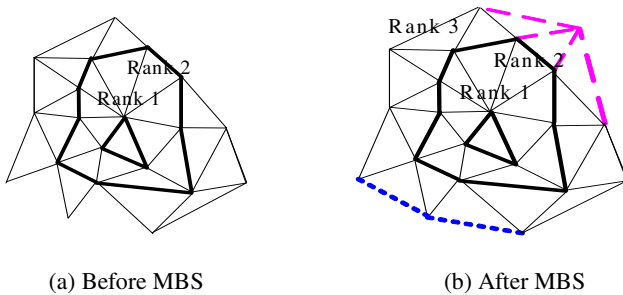 Rank 2
Rank 1
Rank 3
Rank 2
Rank 1
(a) Before MBS
(b) After MBS